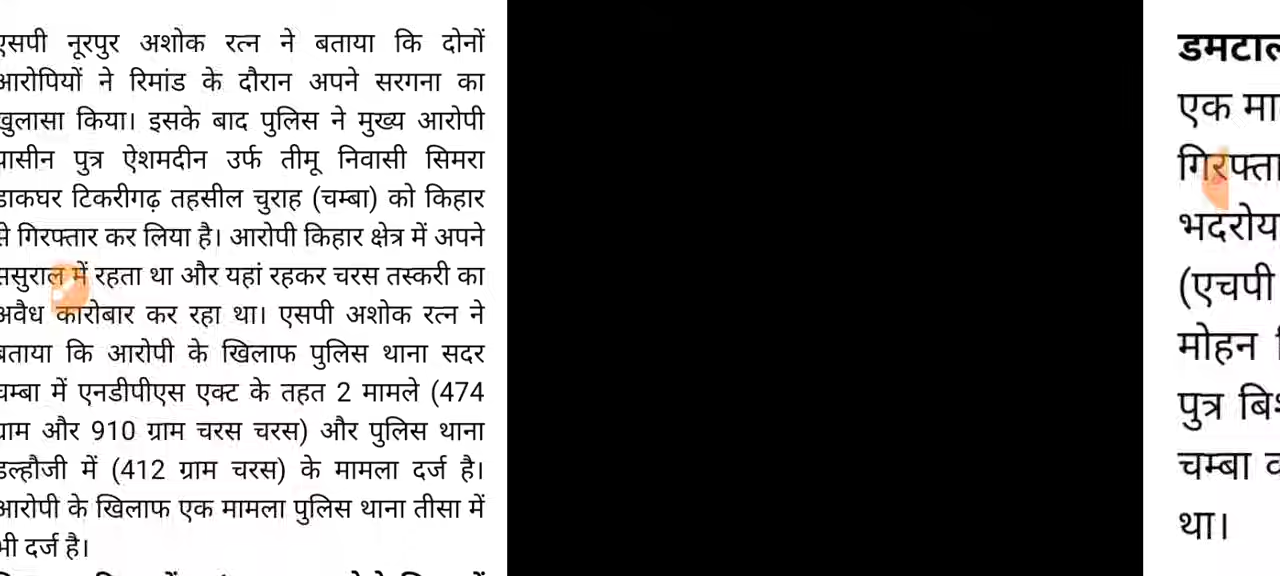 एसपी नूरपुर अशोक रत्न ने बताया कि दोनों
आरोपियों ने रिमांड के दौरान अपने सरगना का
खुलासा किया। इसके बाद पुलिस ने मुख्य आरोपी
यासीन पुत्र ऐशमदीन उर्फ तीमू निवासी सिमरा
डाकघर टिकरीगढ़ तहसील चुराह (चम्बा) को किहार
से गिरफ्तार कर लिया है। आरोपी किहार क्षेत्र में अपने
ससुराल में रहता था और यहां रहकर चरस तस्करी का
अवैध कारोबार कर रहा था। एसपी अशोक रत्न ने
बताया कि आरोपी के खिलाफ पुलिस थाना सदर
चम्बा में एनडीपीएस एक्ट के तहत 2 मामले (474
ग्राम और 910 ग्राम चरस चरस) और पुलिस थाना
डल्हौजी में (412 ग्राम चरस) के मामला दर्ज है।
आरोपी के खिलाफ एक मामला पुलिस थाना तीसा में
भी दर्ज है।
डमटाल
एक
भदरोय
(एचपी
मोहन
पुत्र
चम्बा
था।